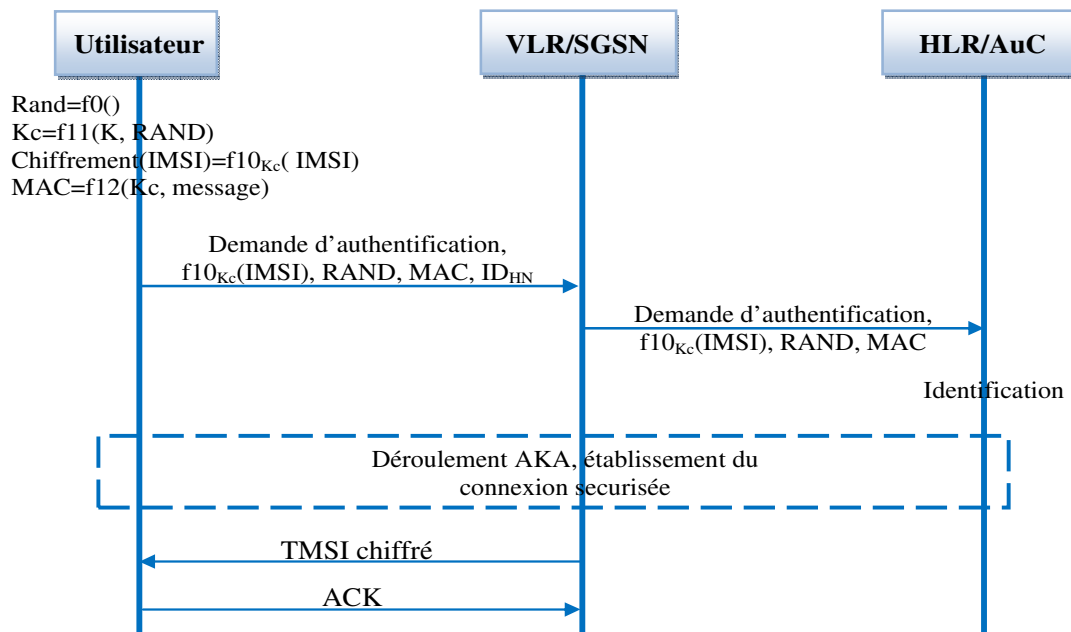 Utilisateur
VLR/SGSN
HLR/AuC
Rand=f0()
Kc=f11(K, RAND)
Chiffrement(IMSI)=f10Kc( IMSI)
MAC=f12(Kc, message)
Demande d’authentification,
f10Kc(IMSI), RAND, MAC, IDHN
Demande d’authentification,
f10Kc(IMSI), RAND, MAC
Identification
Déroulement AKA, établissement du
connexion securisée
TMSI chiffré
ACK